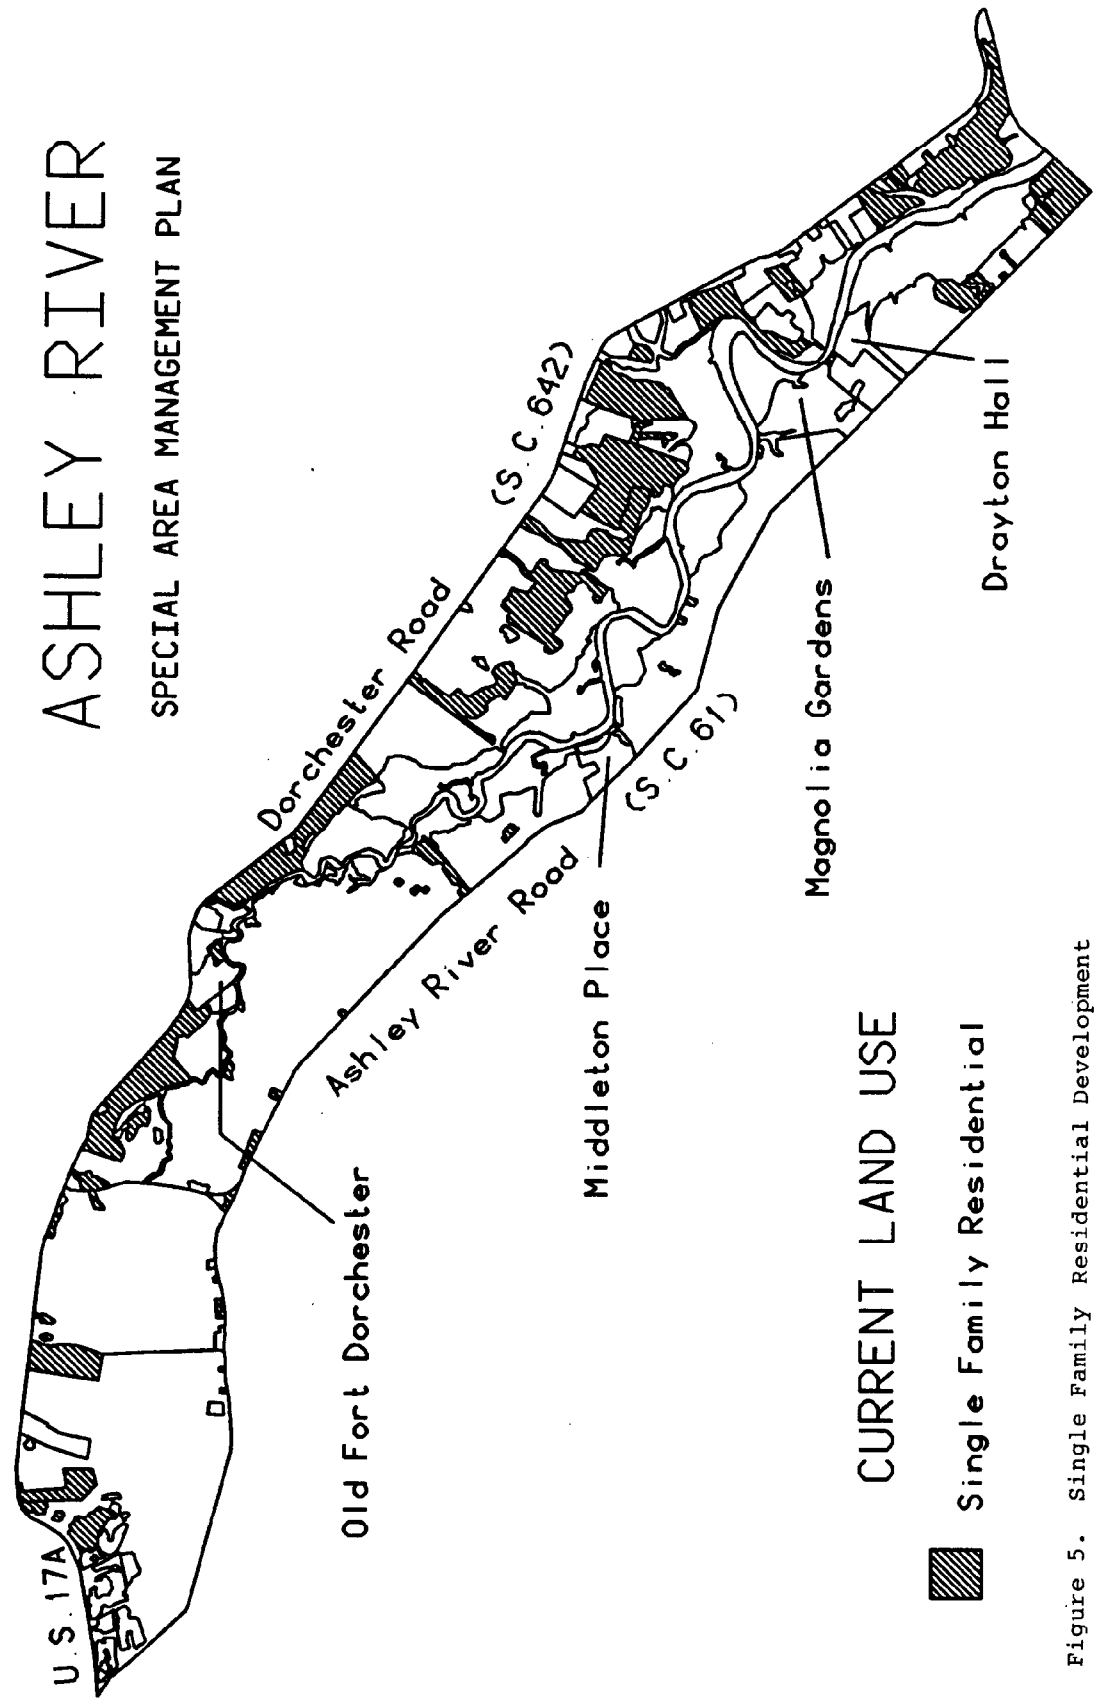 ASHLEY RIVER
SPECIAL AREA MANAGEMENT PLAN
U.S. 17A
Dorchester Road
(S.C. 642)
Ashley River Road
(S.C. 61)
Old Fort Dorchester
Middleton Place
Magnolia Gardens
Drayton Hall
CURRENT LAND USE
Single Family Residential
Figure 5. Single Family Residential Development